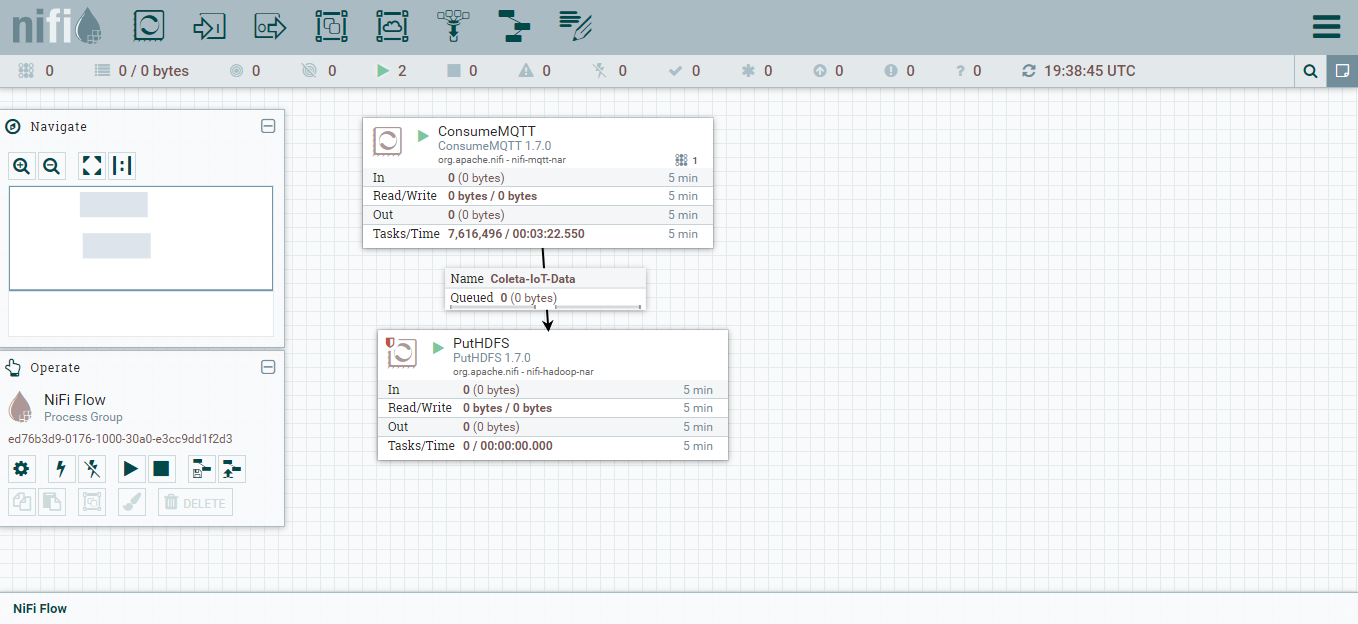 nifi
0 0 / 0 bytes 0 0 2 0 0 0 0 0 0 0 ? 0 19:38:45 UTC
Navigate
Operate
NiFi Flow
Process Group
ed76b3d9-0176-1000-30a0-e3cc9dd1f2d3
DELETE
ConsumeMQTT
ConsumeMQTT 1.7.0
org.apache.nifi - nifi-mqtt-nar
1
In 0 (0 bytes) 5 min
Read/Write 0 bytes / 0 bytes 5 min
Out 0 (0 bytes) 5 min
Tasks/Time 7,616,496 / 00:03:22.550 5 min
Name Coleta-IoT-Data
Queued 0 (0 bytes)
PutHDFS
PutHDFS 1.7.0
org.apache.nifi - nifi-hadoop-nar
In 0 (0 bytes) 5 min
Read/Write 0 bytes / 0 bytes 5 min
Out 0 (0 bytes) 5 min
Tasks/Time 0 / 00:00:00.000 5 min
NiFi Flow